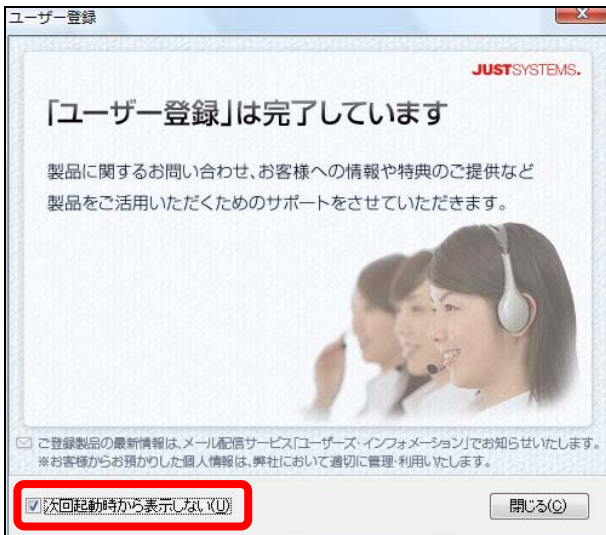 ユーザー登録
JUSTSYSTEMS.
「ユーザー登録」は完了しています
製品に関するお問い合わせ、お客様への情報や特典のご提供など
製品をご活用いただくためのサポートをさせていただきます。
ご登録製品の最新情報は、メール配信サービス「ユーザーズ・インフォメーション」でお知らせいたします。
※お客様からお預かりした個人情報は、弊社において適切に管理・利用いたします。
次回起動時から表示しない(U)
閉じる(C)